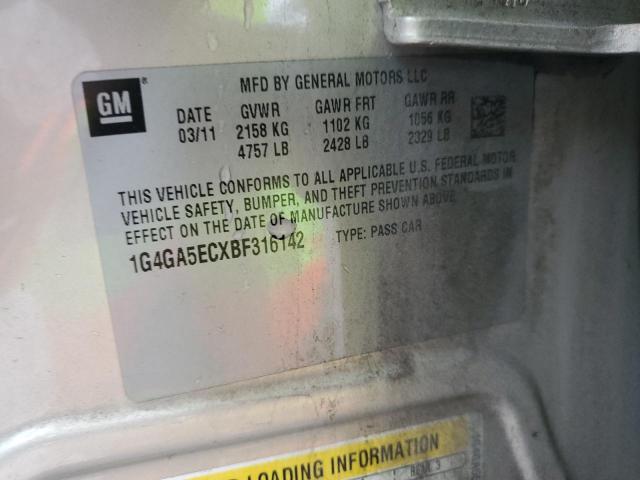 MFD BY GENERAL MOTORS LLC
GM®
DATE GVWR GAWR FRT GAWR RR
03/11 2158 KG 1102 KG 1056 KG
4757 LB 2428 LB 2329 LB
THIS VEHICLE CONFORMS TO ALL APPLICABLE U.S. FEDERAL MOTOR
VEHICLE SAFETY, BUMPER, AND THEFT PREVENTION STANDARDS IN
EFFECT ON THE DATE OF MANUFACTURE SHOWN ABOVE.
1G4GA5ECXBF316142 TYPE: PASS CAR
LOADING INFORMATION